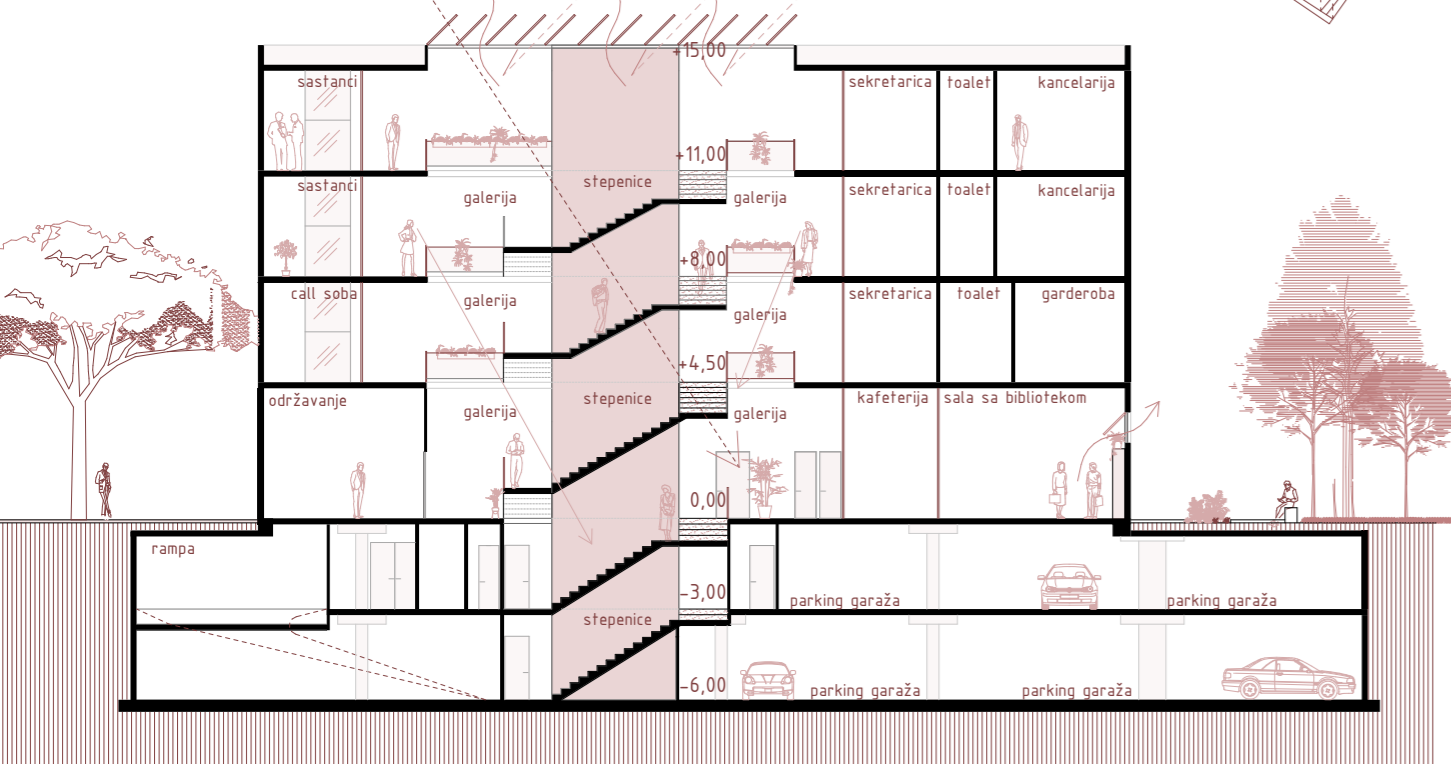 +15,00
sastanci
sekretarica
toalet
kancelarija
+11,00
sastanci
galerija
stepenice
galerija
sekretarica
toalet
kancelarija
+8,00
call soba
galerija
galerija
sekretarica
toalet
garderoba
+4,50
održavanje
galerija
stepenice
galerija
kafeterija
sala sa bibliotekom
0,00
rampa
-3,00
parking garaža
parking garaža
stepenice
-6,00
parking garaža
parking garaža